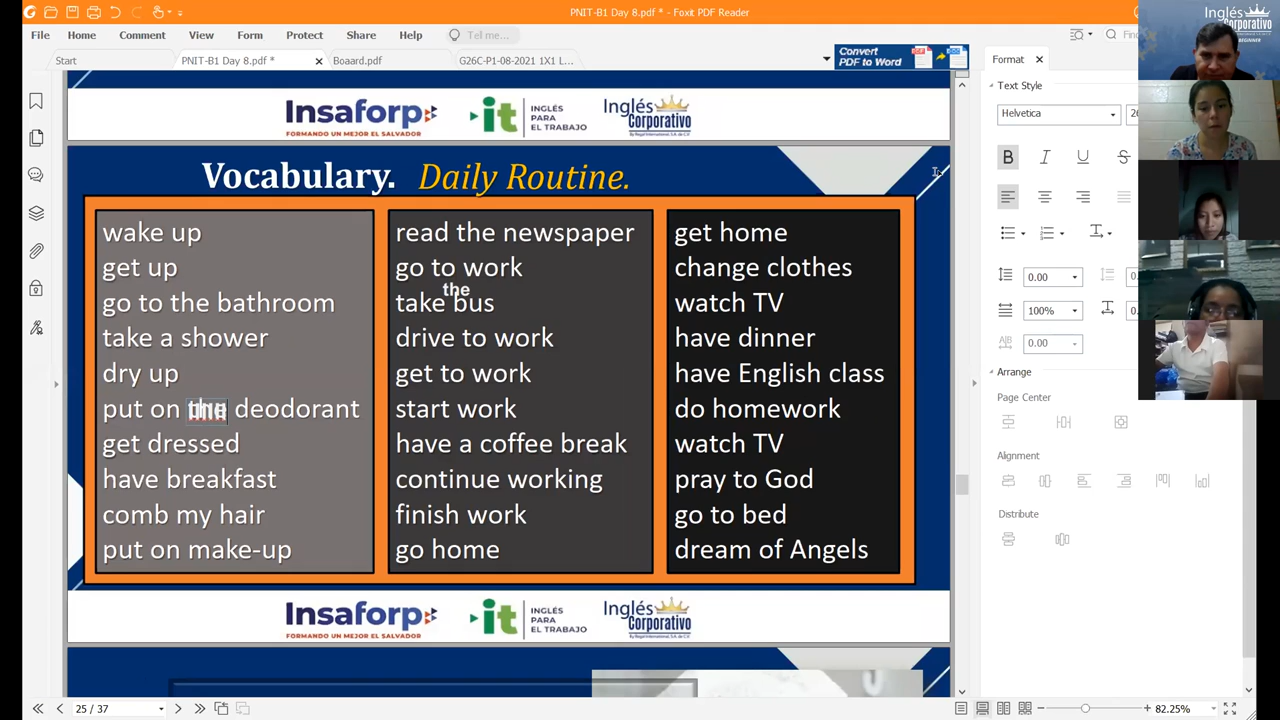 PNIT-B1 Day 8.pdf * - Foxit PDF Reader
File Home Comment View Form Protect Share Help Tell me...
Start
PNIT-B1 Day 8.pdf *
Boaard.pdf
G26C-P1-08-2021 1X1 L...
Convert
PDF to Word
Inglés
Corporativo
BEGINNER
Insaforp
FORMANDO UN MEJOR EL SALVADOR
it
INGLÉS
PARA
EL TRABAJO
Inglés
Corporativo
Vocabulary. Daily Routine.
wake up
get up
go to the bathroom
take a shower
dry up
put on the deodorant
get dressed
have breakfast
comb my hair
put on make-up
read the newspaper
go to work
the
take bus
drive to work
get to work
start work
have a coffee break
continue working
finish work
go home
get home
change clothes
watch TV
have dinner
have English class
do homework
watch TV
pray to God
go to bed
dream of Angels
Insaforp
FORMANDO UN MEJOR EL SALVADOR
it
INGLÉS
PARA
EL TRABAJO
Inglés
Corporativo
Format
Text Style
Helvetica
B I U S
0.00
100%
0.00
Arrange
Page Center
Alignment
Distribute
25 / 37
82.25%